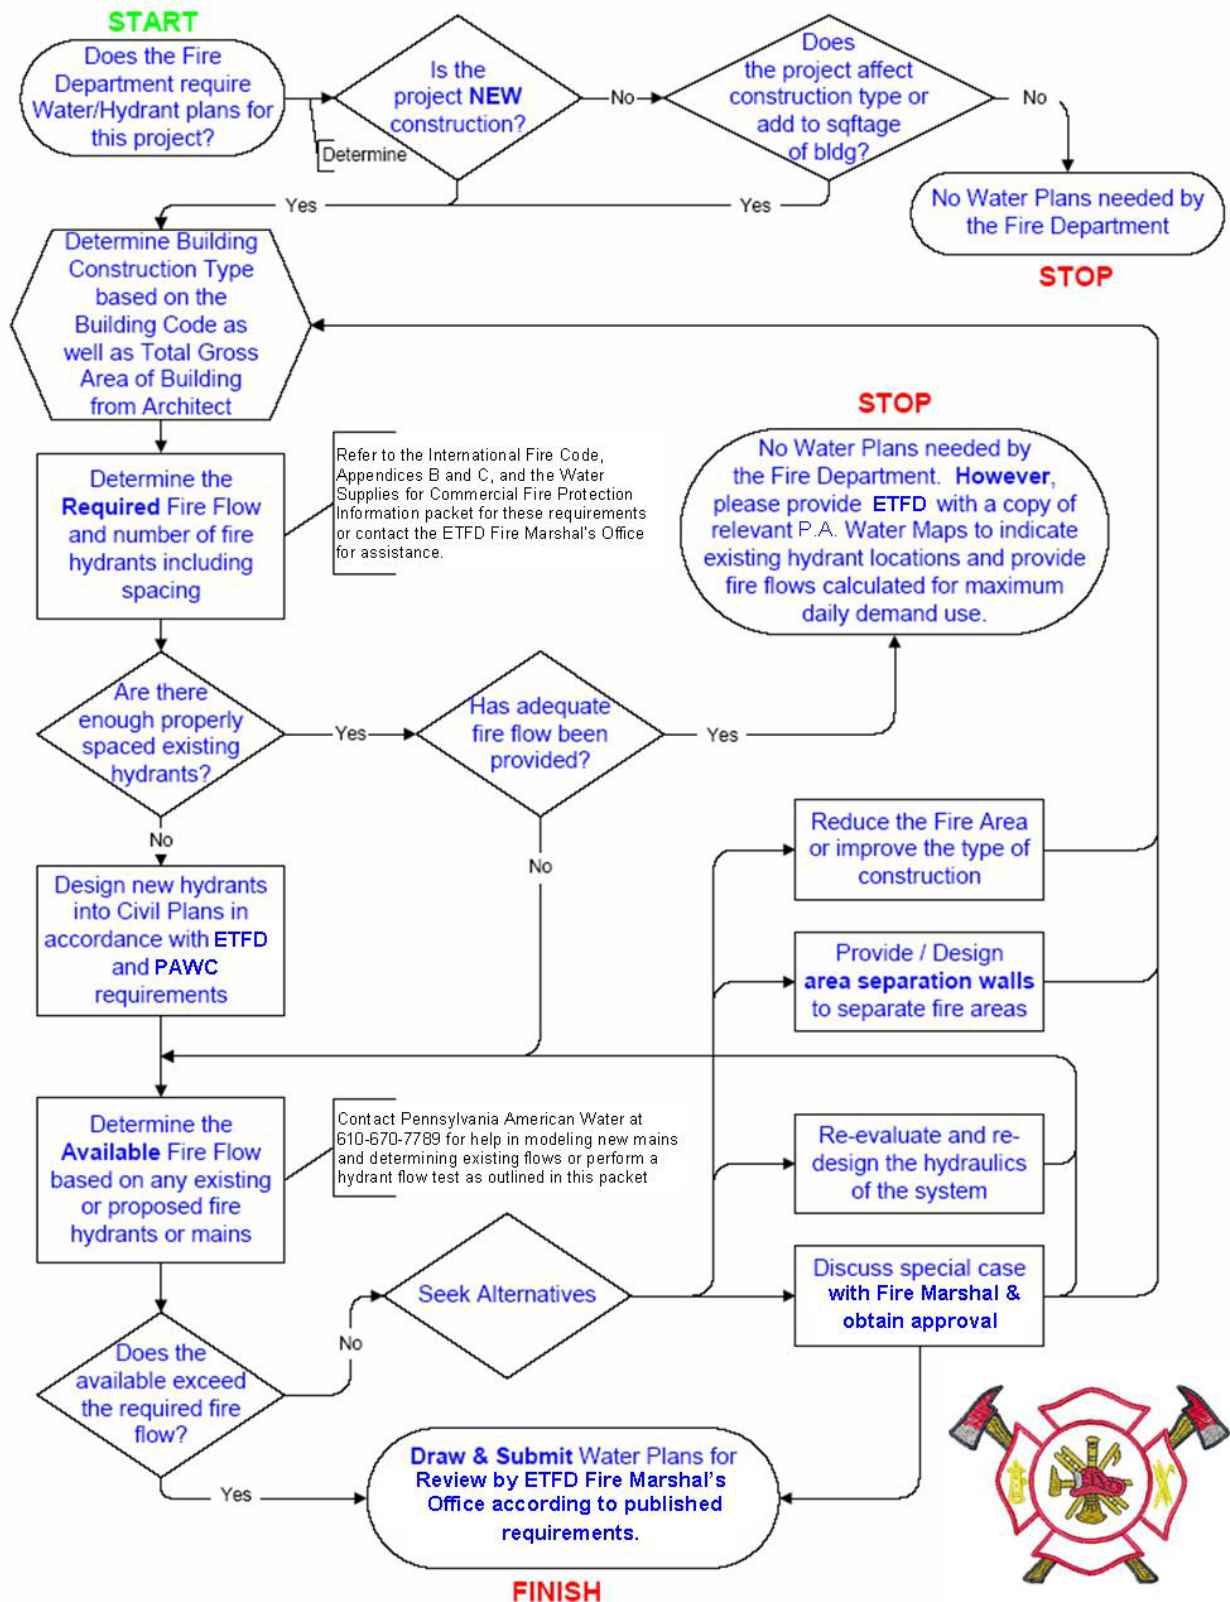 START
Does the Fire
Department require
Water/Hydrant plans for
this project?
Determine
Is the
project NEW
construction?
No
Does
the project affect
construction type or
add to sqftage
of bldg?
No
No Water Plans needed by
the Fire Department
STOP
Yes
Yes
Determine Building
Construction Type
based on the
Building Code as
well as Total Gross
Area of Building
from Architect
Determine the
Required Fire Flow
and number of fire
hydrants including
spacing
Refer to the International Fire Code,
Appendices B and C, and the Water
Supplies for Commercial Fire Protection
Information packet for these requirements
or contact the ETFD Fire Marshal's Office
for assistance.
STOP
No Water Plans needed by
the Fire Department. However,
please provide ETFD with a copy of
relevant P.A. Water Maps to indicate
existing hydrant locations and provide
fire flows calculated for maximum
daily demand use.
Are there
enough properly
spaced existing
hydrants?
Yes
Has adequate
fire flow been
provided?
Yes
No
No
Design new hydrants
into Civil Plans in
accordance with ETFD
and PAWC
requirements
Reduce the Fire Area
or improve the type of
construction
Provide / Design
area separation walls
to separate fire areas
Determine the
Available Fire Flow
based on any existing
or proposed fire
hydrants or mains
Contact Pennsylvania American Water at
610-670-7789 for help in modeling new mains
and determining existing flows or perform a
hydrant flow test as outlined in this packet
Re-evaluate and re-
design the hydraulics
of the system
Seek Alternatives
Discuss special case
with Fire Marshal &
obtain approval
No
Does the
available exceed
the required fire
flow?
Yes
Draw & Submit Water Plans for
Review by ETFD Fire Marshal's
Office according to published
requirements.
FINISH